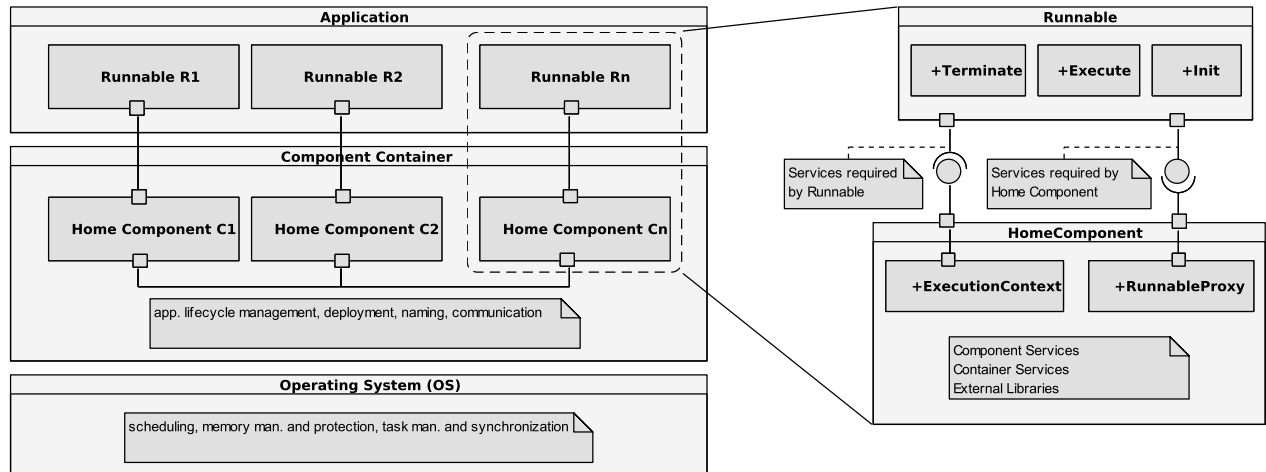 Application
Runnable R1
Runnable R2
Runnable Rn
Component Container
Home Component C1
Home Component C2
Home Component Cn
app. lifecycle management, deployment, naming, communication
Operating System (OS)
scheduling, memory man. and protection, task man. and synchronization
Runnable
+Terminate
+Execute
+Init
Services required
by Runnable
Services required by
Home Component
HomeComponent
+ExecutionContext
+RunnableProxy
Component Services
Container Services
External Libraries